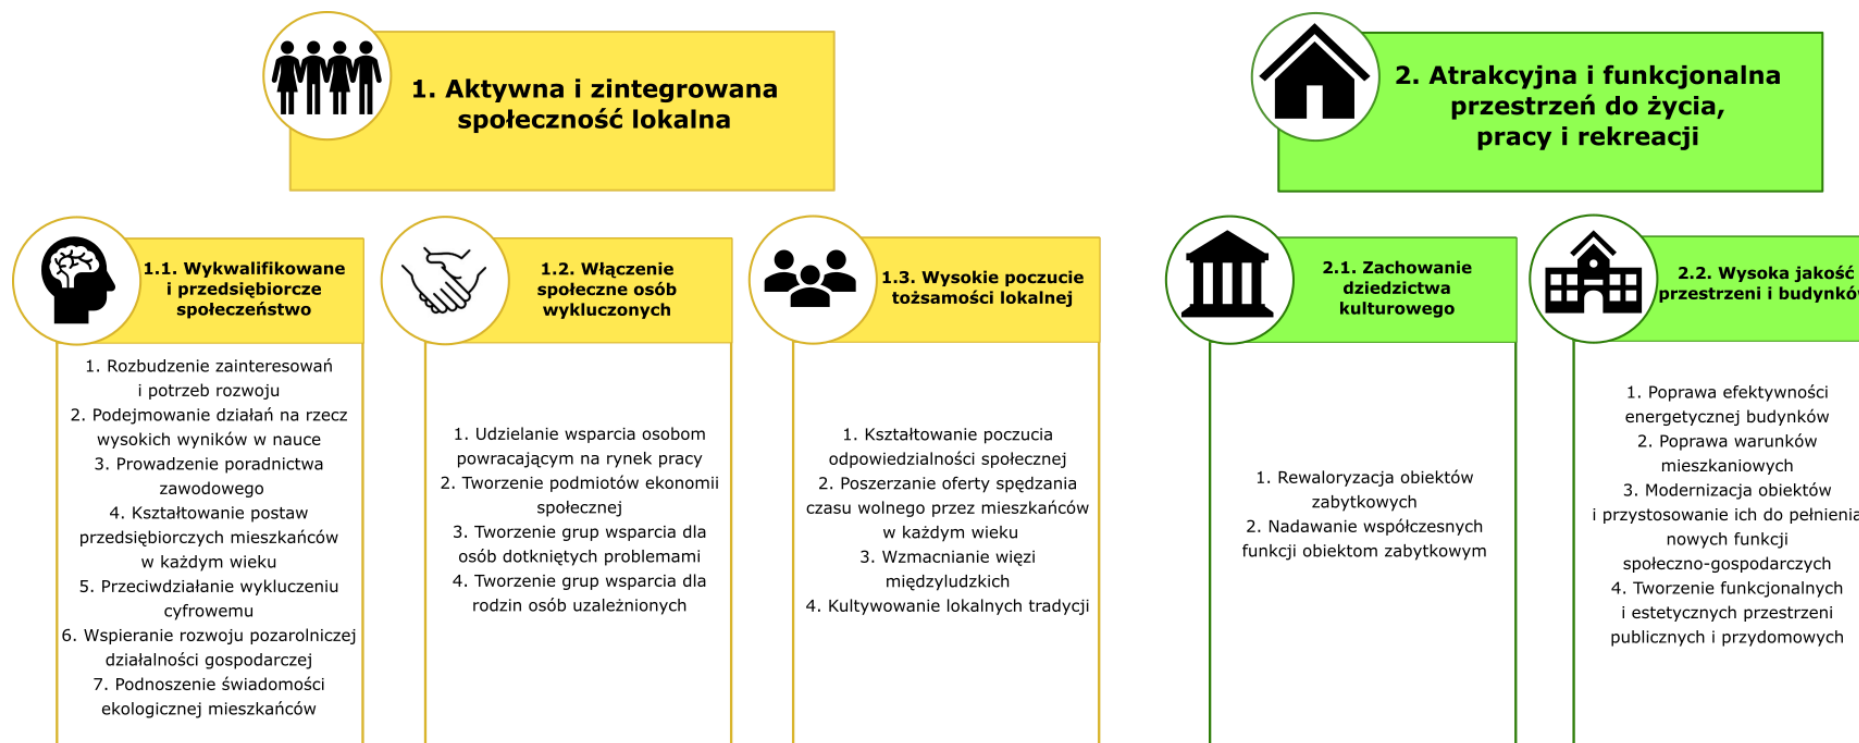 1. Aktywna i zintegrowana
społeczność lokalna
2. Atrakcyjna i funkcjonalna
przestrzeń do życia,
pracy i rekreacji
1.1. Wykwalifikowane
i przedsiębiorcze
społeczeństwo
1. Rozbudzenie zainteresowań
i potrzeb rozwoju
2. Podejmowanie działań na rzecz
wysokich wyników w nauce
3. Prowadzenie poradnictwa
zawodowego
4. Kształtowanie postaw
przedsiębiorczych mieszkańców
w każdym wieku
5. Przeciwdziałanie wykluczeniu
cyfrowemu
6. Wspieranie rozwoju pozarolniczej
działalności gospodarczej
7. Podnoszenie świadomości
ekologicznej mieszkańców
1.2. Włączenie
społeczne osób
wykluczonych
1. Udzielanie wsparcia osobom
powracającym na rynek pracy
2. Tworzenie podmiotów ekonomii
społecznej
3. Tworzenie grup wsparcia dla
osób dotkniętych problemami
4. Tworzenie grup wsparcia dla
rodzin osób uzależnionych
1.3. Wysokie poczucie
tożsamości lokalnej
1. Kształtowanie poczucia
odpowiedzialności społecznej
2. Poszerzanie oferty spędzania
czasu wolnego przez mieszkańców
w każdym wieku
3. Wzmacnianie więzi
międzyludzkich
4. Kultywowanie lokalnych tradycji
2.1. Zachowanie
dziedzictwa
kulturowego
1. Rewaloryzacja obiektów
zabytkowych
2. Nadawanie współczesnych
funkcji obiektom zabytkowym
2.2. Wysoka jakość
przestrzeni i budynków
1. Poprawa efektywności
energetycznej budynków
2. Poprawa warunków
mieszkaniowych
3. Modernizacja obiektów
i przystosowanie ich do pełnienia
nowych funkcji
społeczno-gospodarczych
4. Tworzenie funkcjonalnych
i estetycznych przestrzeni
publicznych i przydomowych